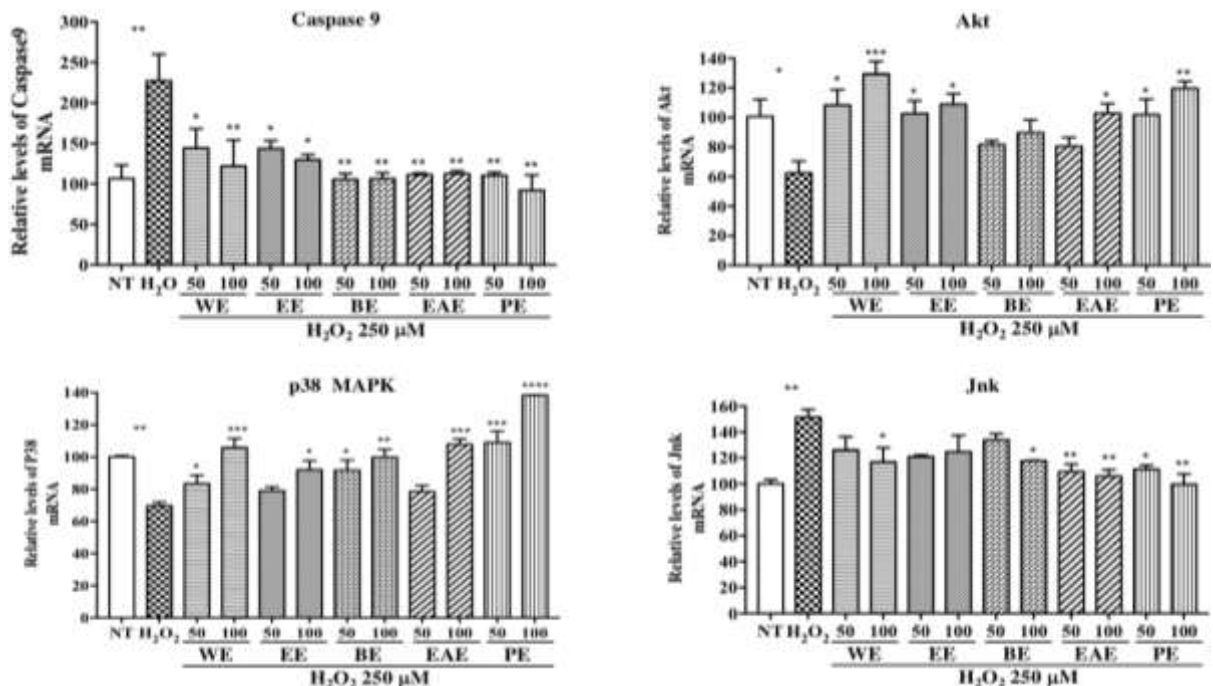 Caspase 9
Relative levels of Caspase9
mRNA
300
250
200
150
100
50
0
**
*
**
*
*
**
**
**
**
**
**
NT H₂O 50 100 50 100 50 100 50 100 50 100
WE EE BE EAE PE
H₂O₂ 250 µM
Akt
Relative levels of Akt
mRNA
140
120
100
80
60
40
20
0
*
*
***
*
*
*
*
**
NT H₂O₂ 50 100 50 100 50 100 50 100 50 100
WE EE BE EAE PE
H₂O₂ 250 µM
p38 MAPK
Relative levels of P38
mRNA
140
120
100
80
60
40
20
0
**
*
***
*
*
**
***
***
****
NT H₂O₂ 50 100 50 100 50 100 50 100 50 100
WE EE BE EAE PE
H₂O₂ 250 µM
Jnk
Relative levels of Jnk
mRNA
160
140
120
100
80
60
40
20
0
**
*
*
**
**
*
**
NT H₂O₂ 50 100 50 100 50 100 50 100 50 100
WE EE BE EAE PE
H₂O₂ 250 µM